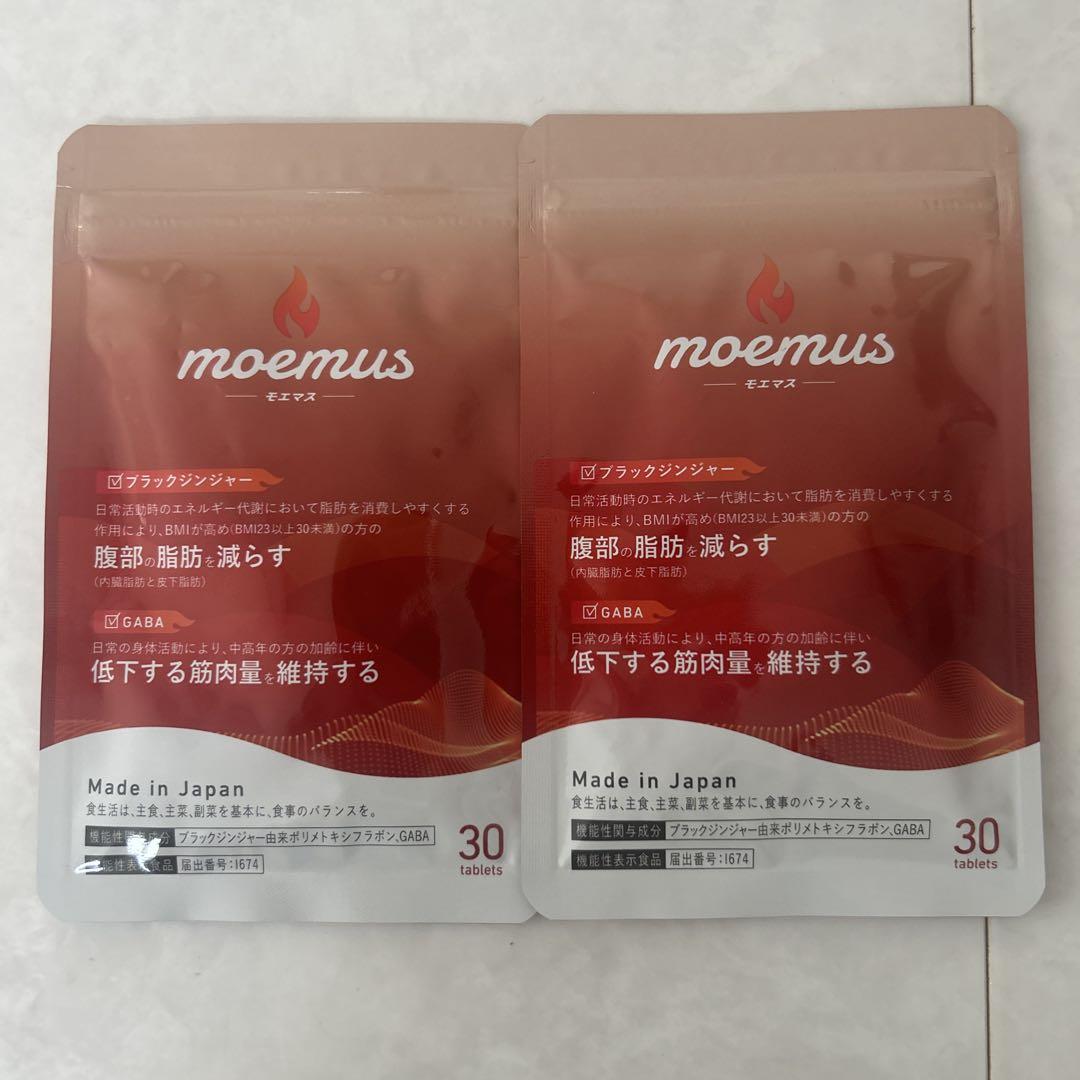 moemus
モエマス
ブラックジンジャー
日常活動時のエネルギー代謝において脂肪を消費しやすくする
作用により、BMIが高め(BMI23以上30未満)の方の
腹部の脂肪を減らす
(内臓脂肪と皮下脂肪)
GABA
日常の身体活動により、中高年の方の加齢に伴い
低下する筋肉量を維持する
Made in Japan
食生活は、主食、主菜、副菜を基本に、食事のバランスを。
機能性関与成分 ブラックジンジャー由来ポリメトキシフラボン、GABA
機能性表示食品 届出番号:I674
30
tablets
moemus
モエマス
ブラックジンジャー
日常活動時のエネルギー代謝において脂肪を消費しやすくする
作用により、BMIが高め(BMI23以上30未満)の方の
腹部の脂肪を減らす
(内臓脂肪と皮下脂肪)
GABA
日常の身体活動により、中高年の方の加齢に伴い
低下する筋肉量を維持する
Made in Japan
食生活は、主食、主菜、副菜を基本に、食事のバランスを。
機能性関与成分 ブラックジンジャー由来ポリメトキシフラボン、GABA
機能性表示食品 届出番号:I674
30
tablets